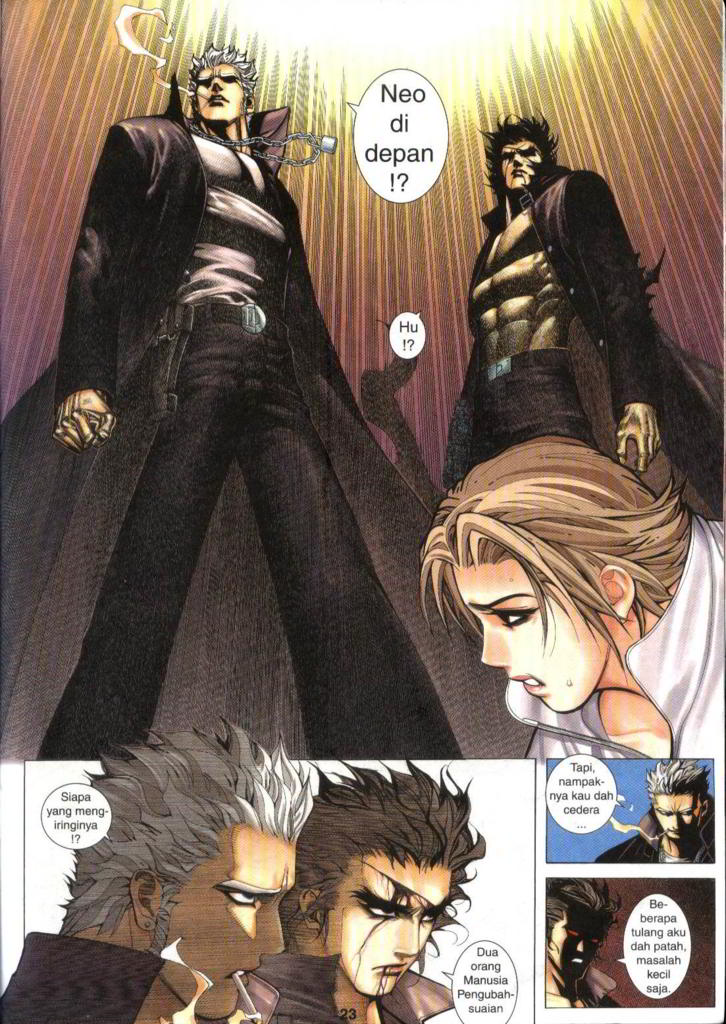 Neo
di
depan
!?
Hu
!?
Siapa
yang meng-
iringinya
!?
Dua
orang
Manusia
Pengubah-
suaian
Tapi,
nampak-
nya kau dah
cedera
...
Be-
berapa
tulang aku
dah patah,
masalah
kecil
saja.
23